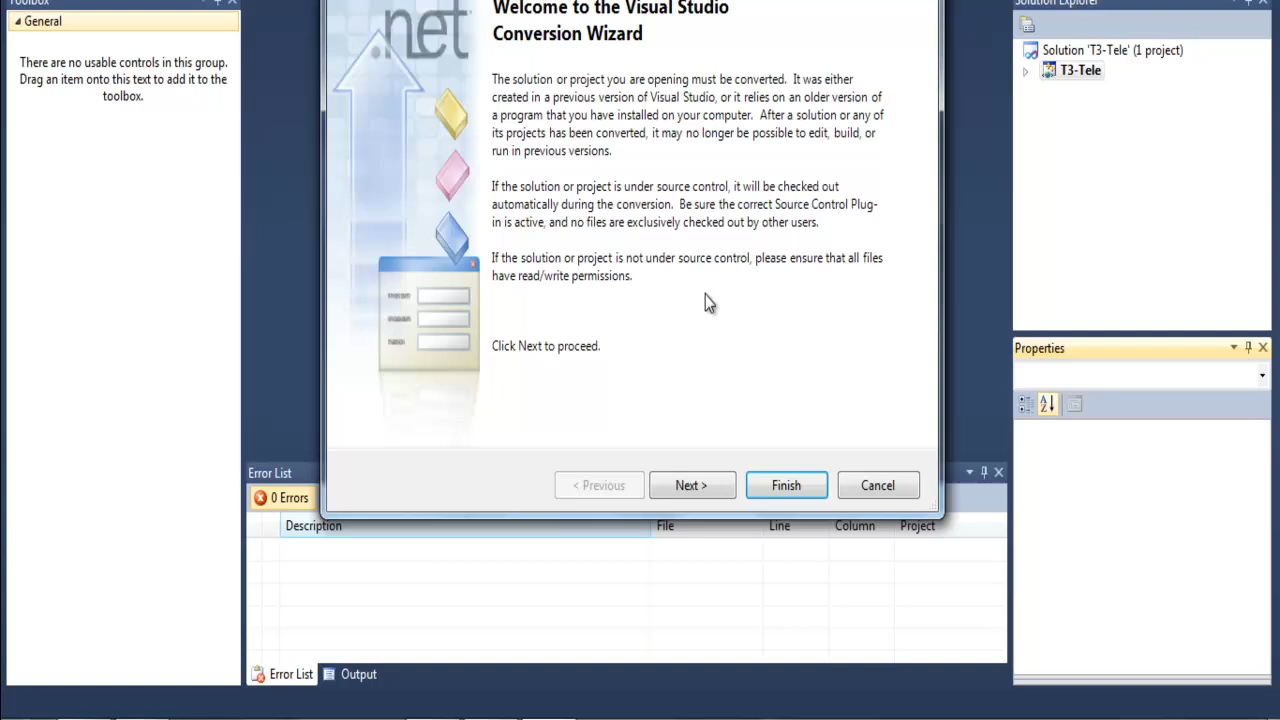 Toolbox
General
There are no usable controls in this group.
Drag an item onto this text to add it to the
toolbox.
.net
Welcome to the Visual Studio
Conversion Wizard
The solution or project you are opening must be converted.  It was either
created in a previous version of Visual Studio, or it relies on an older version of
a program that you have installed on your computer.  After a solution or any of
its projects has been converted, it may no longer be possible to edit, build, or
run in previous versions.
If the solution or project is under source control, it will be checked out
automatically during the conversion.  Be sure the correct Source Control Plug-
in is active, and no files are exclusively checked out by other users.
If the solution or project is not under source control, please ensure that all files
have read/write permissions.
Click Next to proceed.
< Previous
Next >
Finish
Cancel
Solution Explorer
Solution 'T3-Tele' (1 project)
T3-Tele
Properties
Error List
0 Errors
Description
File
Line
Column
Project
Error List
Output